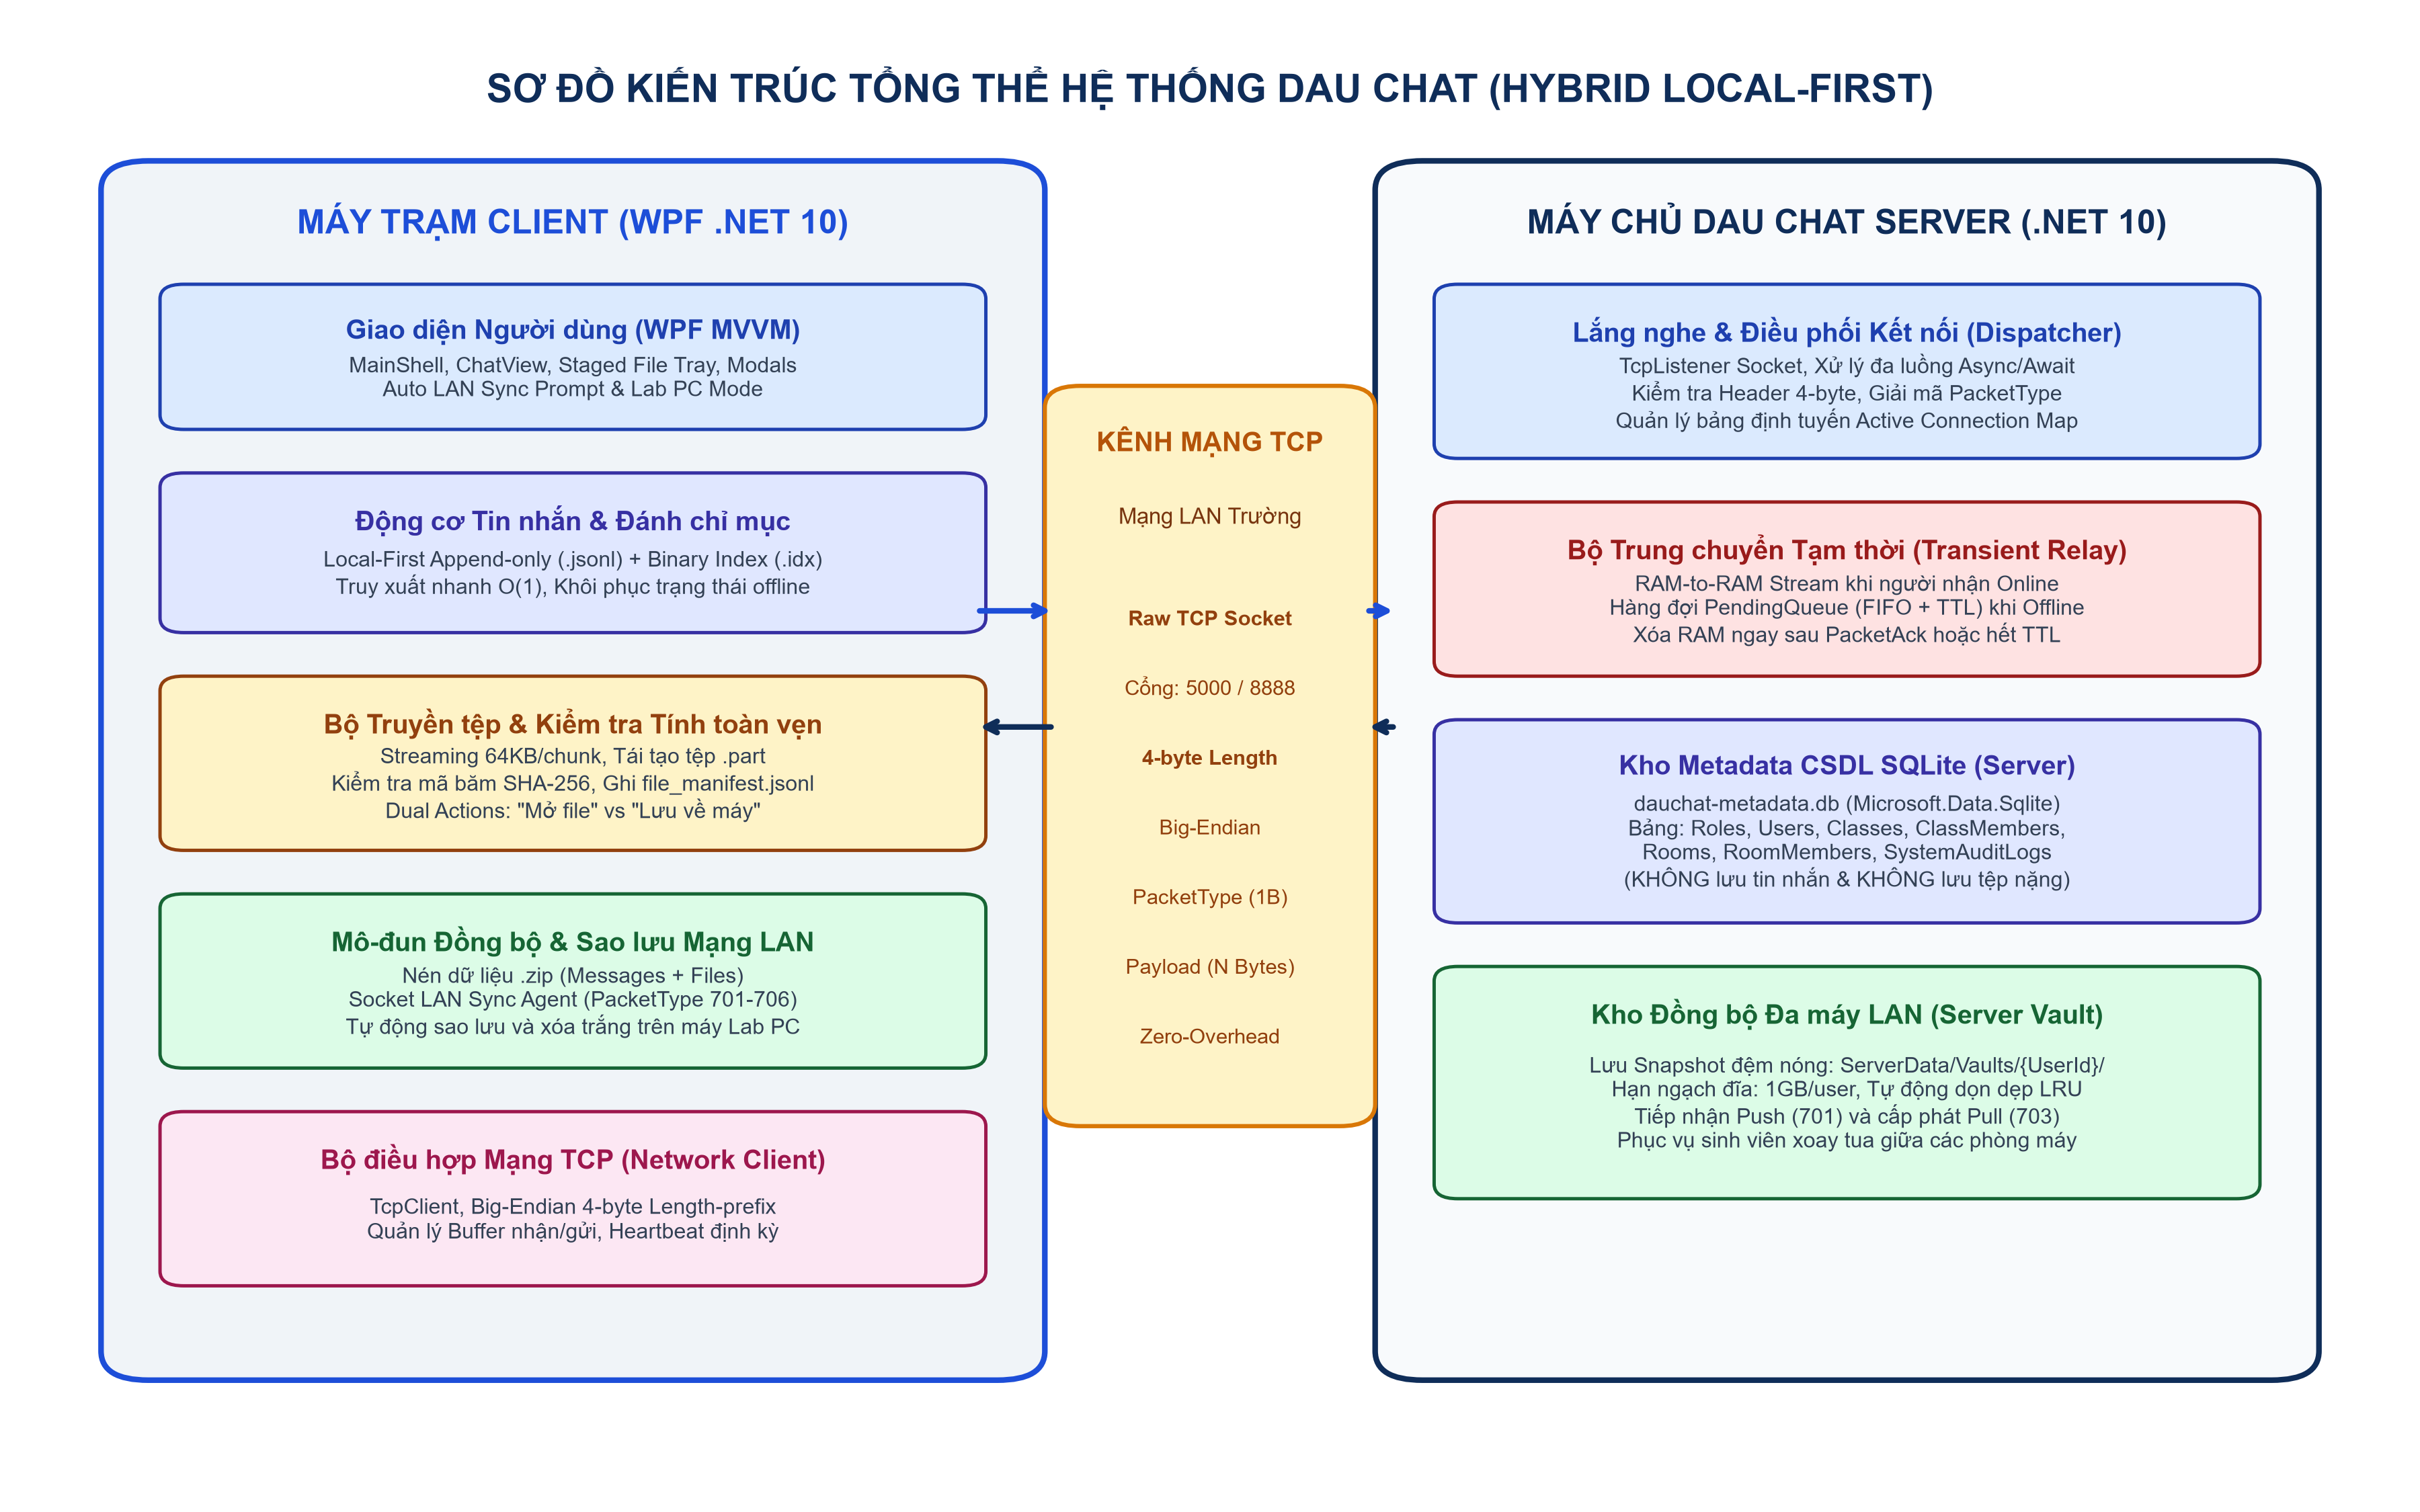 SƠ ĐỒ KIẾN TRÚC TỔNG THỂ HỆ THỐNG DAU CHAT (HYBRID LOCAL-FIRST)
MÁY TRẠM CLIENT (WPF .NET 10)
Giao diện Người dùng (WPF MVVM)
MainShell, ChatView, Staged File Tray, Modals
Auto LAN Sync Prompt & Lab PC Mode
Động cơ Tin nhắn & Đánh chỉ mục
Local-First Append-only (.jsonl) + Binary Index (.idx)
Truy xuất nhanh O(1), Khôi phục trạng thái offline
Bộ Truyền tệp & Kiểm tra Tính toàn vẹn
Streaming 64KB/chunk, Tái tạo tệp .part
Kiểm tra mã băm SHA-256, Ghi file_manifest.jsonl
Dual Actions: "Mở file" vs "Lưu về máy"
Mô-đun Đồng bộ & Sao lưu Mạng LAN
Nén dữ liệu .zip (Messages + Files)
Socket LAN Sync Agent (PacketType 701-706)
Tự động sao lưu và xóa trắng trên máy Lab PC
Bộ điều hợp Mạng TCP (Network Client)
TcpClient, Big-Endian 4-byte Length-prefix
Quản lý Buffer nhận/gửi, Heartbeat định kỳ
KÊNH MẠNG TCP
Mạng LAN Trường
Raw TCP Socket
Cổng: 5000 / 8888
4-byte Length
Big-Endian
PacketType (1B)
Payload (N Bytes)
Zero-Overhead
MÁY CHỦ DAU CHAT SERVER (.NET 10)
Lắng nghe & Điều phối Kết nối (Dispatcher)
TcpListener Socket, Xử lý đa luồng Async/Await
Kiểm tra Header 4-byte, Giải mã PacketType
Quản lý bảng định tuyến Active Connection Map
Bộ Trung chuyển Tạm thời (Transient Relay)
RAM-to-RAM Stream khi người nhận Online
Hàng đợi PendingQueue (FIFO + TTL) khi Offline
Xóa RAM ngay sau PacketAck hoặc hết TTL
Kho Metadata CSDL SQLite (Server)
dauchat-metadata.db (Microsoft.Data.Sqlite)
Bảng: Roles, Users, Classes, ClassMembers,
Rooms, RoomMembers, SystemAuditLogs
(KHÔNG lưu tin nhắn & KHÔNG lưu tệp nặng)
Kho Đồng bộ Đa máy LAN (Server Vault)
Lưu Snapshot đệm nóng: ServerData/Vaults/{UserId}/
Hạn ngạch đĩa: 1GB/user, Tự động dọn dẹp LRU
Tiếp nhận Push (701) và cấp phát Pull (703)
Phục vụ sinh viên xoay tua giữa các phòng máy